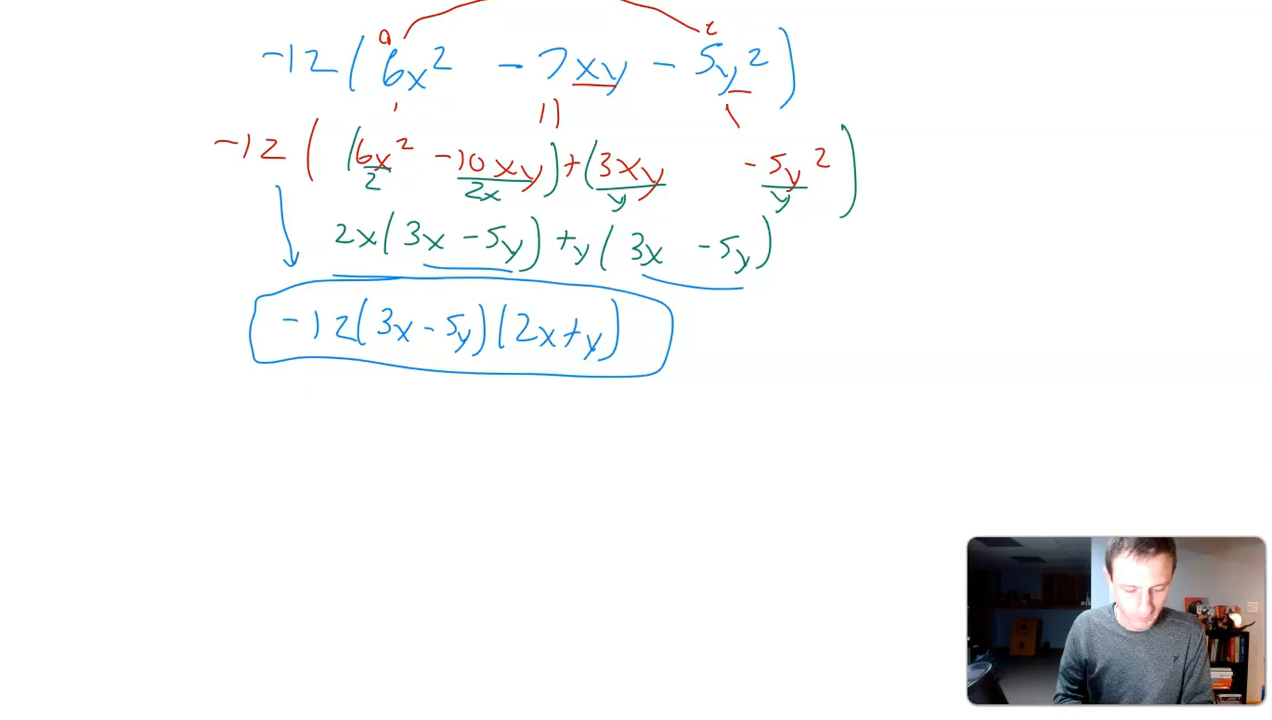 a c
-12(6x² - 7xy - 5y²)
-12((6x² -10xy)+(3xy -5y²)
2 2x y y
2x(3x -5y)+y(3x -5y)
-12(3x-5y)(2x+y)